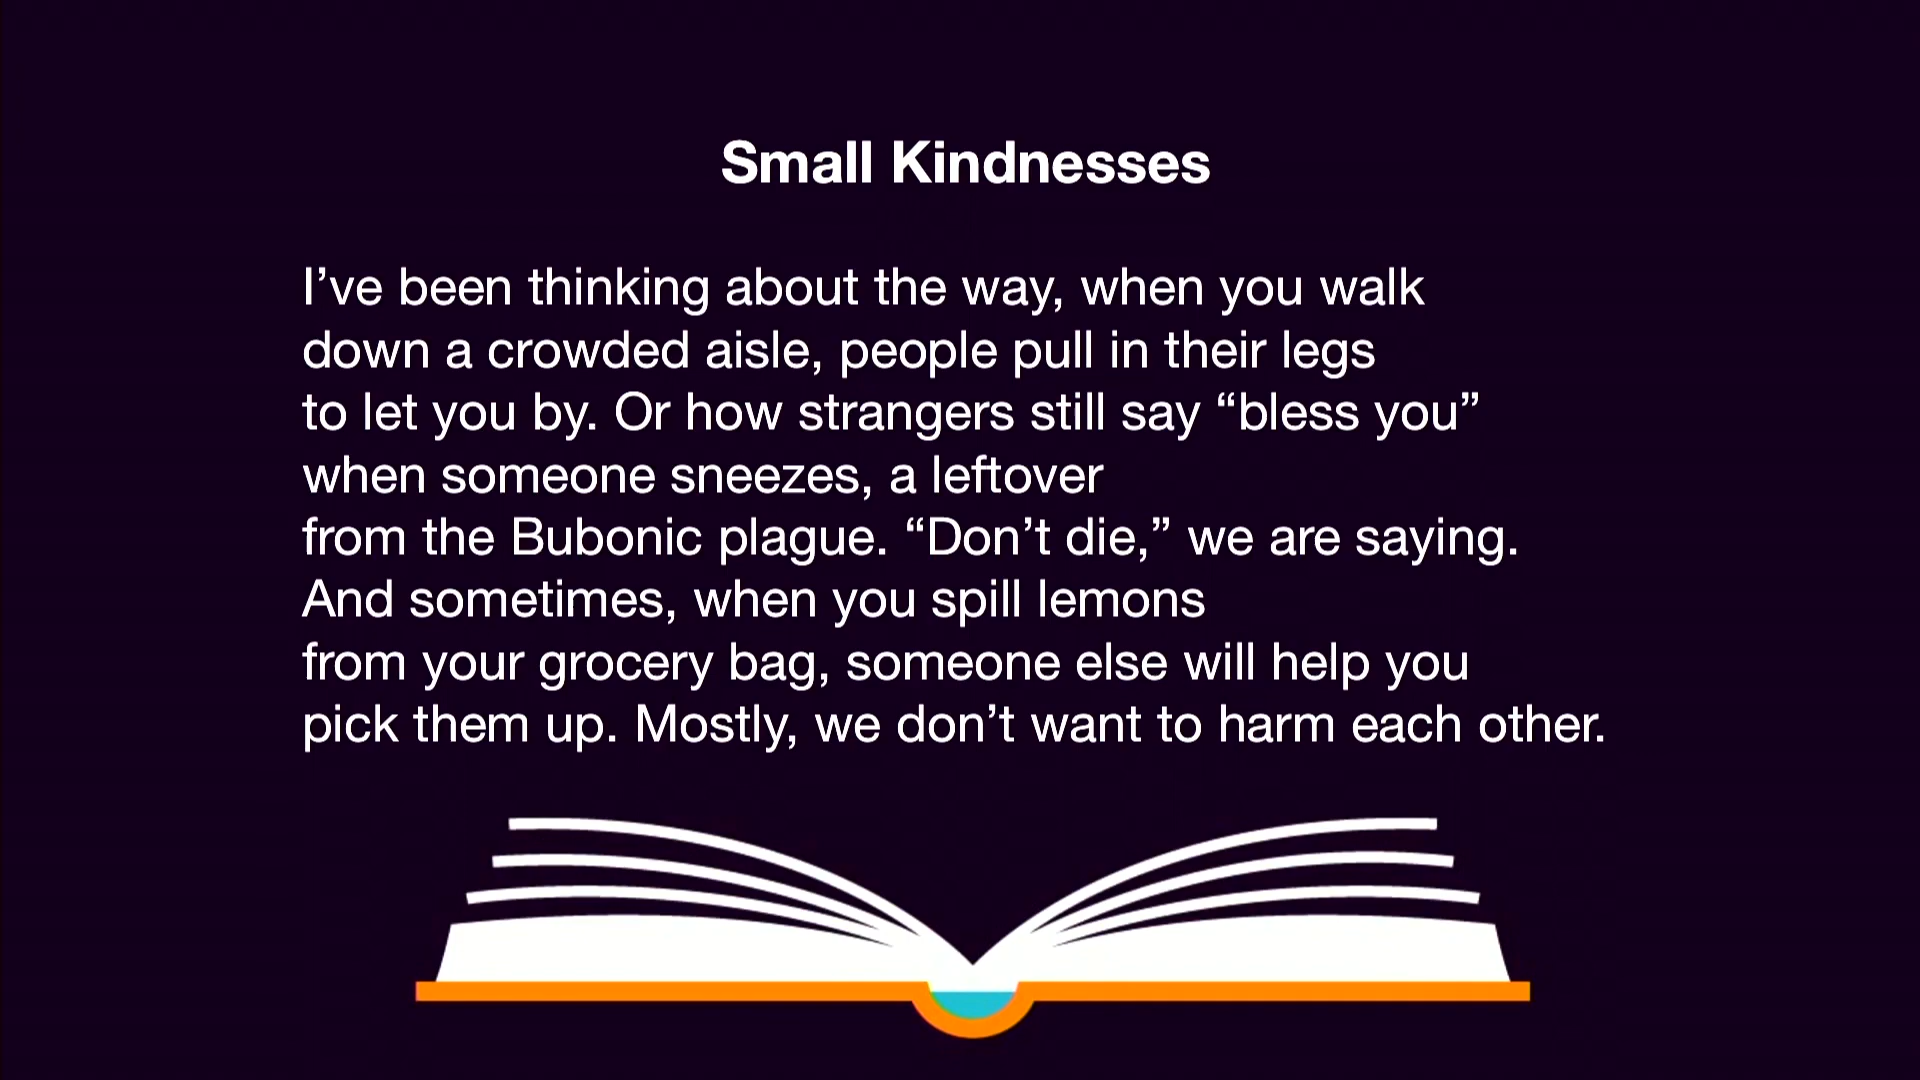 Small Kindnesses
I’ve been thinking about the way, when you walk
down a crowded aisle, people pull in their legs
to let you by. Or how strangers still say “bless you”
when someone sneezes, a leftover
from the Bubonic plague. “Don’t die,” we are saying.
And sometimes, when you spill lemons
from your grocery bag, someone else will help you
pick them up. Mostly, we don’t want to harm each other.